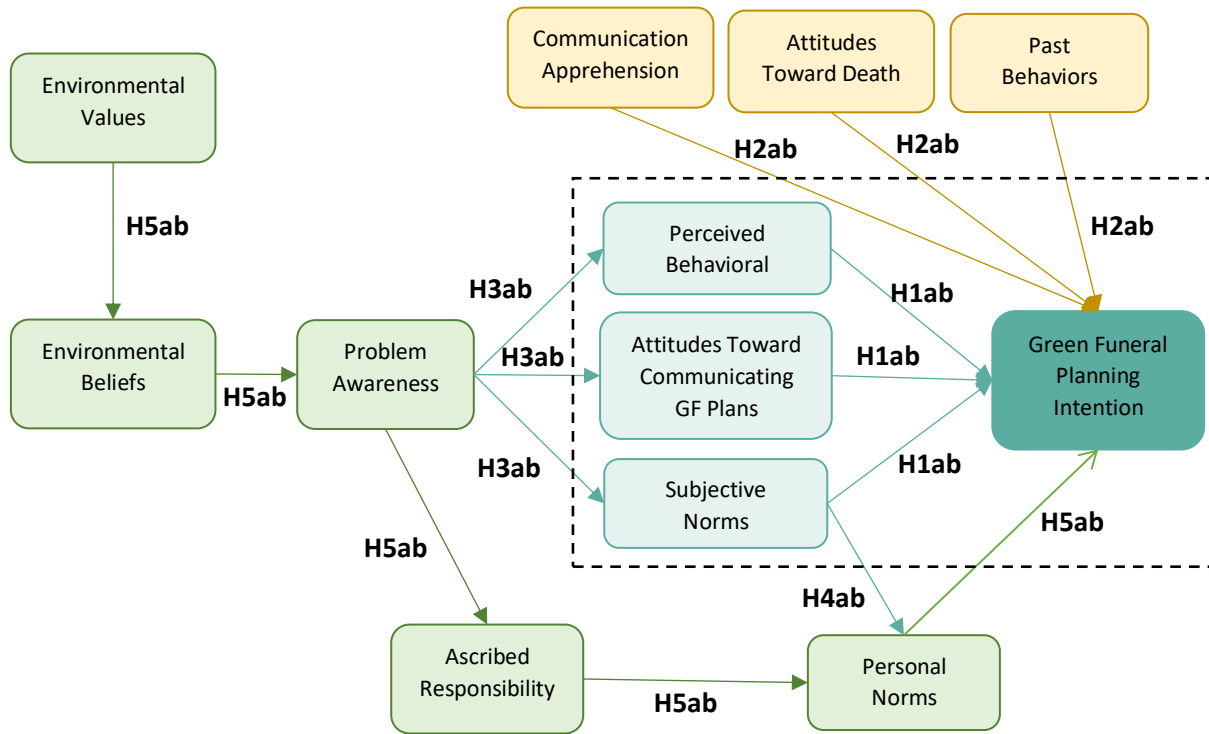 Communication
Apprehension
Attitudes
Toward Death
Past
Behaviors
Environmental
Values
H2ab
H2ab
H2ab
H5ab
Perceived
Behavioral
H3ab
H1ab
Environmental
Beliefs
H5ab
Problem
Awareness
H3ab
Attitudes Toward
Communicating
GF Plans
H1ab
Green Funeral
Planning
Intention
H3ab
Subjective
Norms
H1ab
H5ab
H5ab
H4ab
Ascribed
Responsibility
H5ab
Personal
Norms